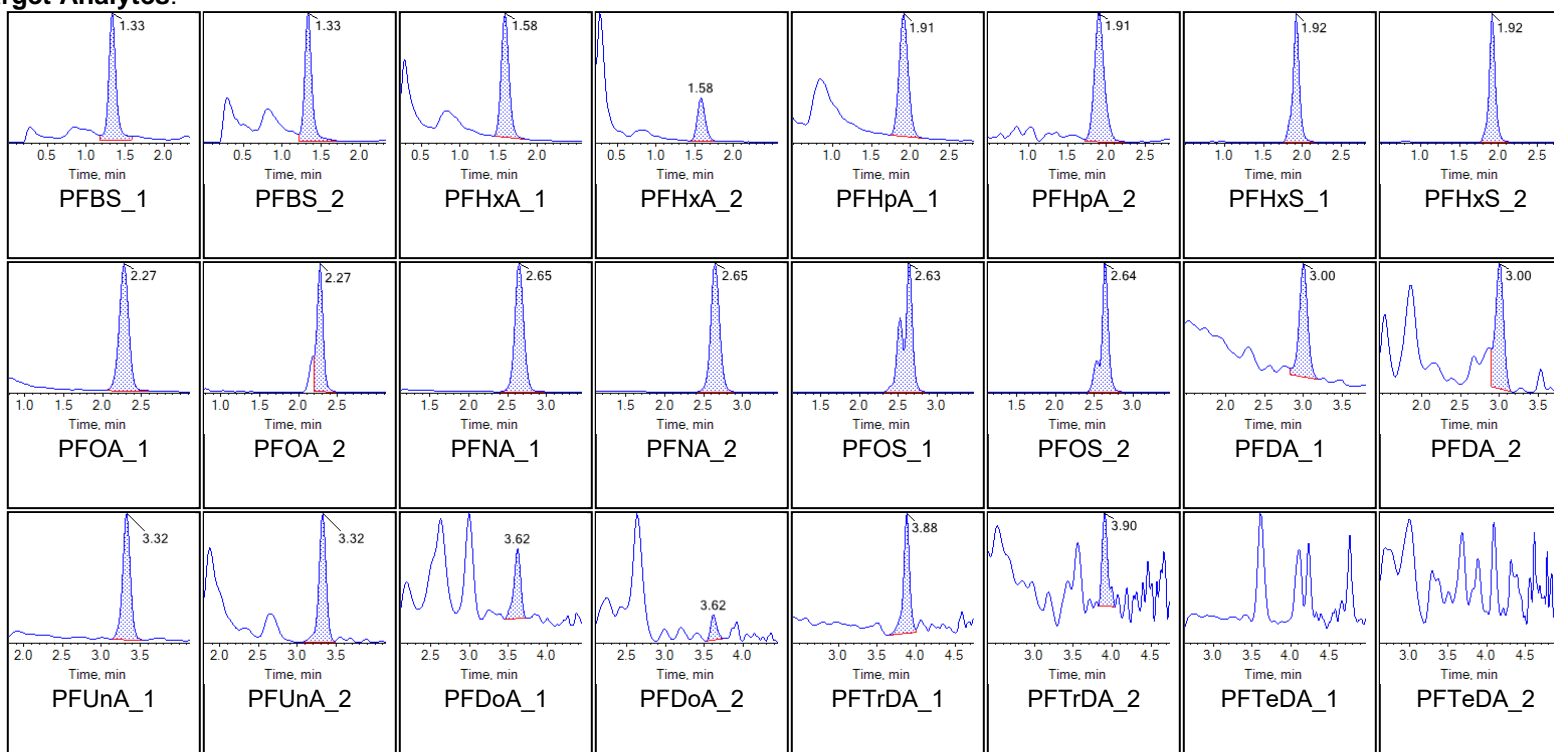 rget Analytes:
1.33 1.33 1.58 1.58 1.91 1.91 1.92 1.92
0.5 1.0 1.5 2.0 0.5 1.0 1.5 2.0 0.5 1.0 1.5 2.0 0.5 1.0 1.5 2.0 1.0 1.5 2.0 2.5 1.0 1.5 2.0 2.5 1.0 1.5 2.0 2.5 1.0 1.5 2.0 2.5
Time, min Time, min Time, min Time, min Time, min Time, min Time, min Time, min
PFBS_1 PFBS_2 PFHxA_1 PFHxA_2 PFHpA_1 PFHpA_2 PFHxS_1 PFHxS_2
2.27 2.27 2.65 2.65 2.63 2.64 3.00 3.00
1.0 1.5 2.0 2.5 1.0 1.5 2.0 2.5 1.5 2.0 2.5 3.0 1.5 2.0 2.5 3.0 1.5 2.0 2.5 3.0 1.5 2.0 2.5 3.0 2.0 2.5 3.0 3.5 2.0 2.5 3.0 3.5
Time, min Time, min Time, min Time, min Time, min Time, min Time, min Time, min
PFOA_1 PFOA_2 PFNA_1 PFNA_2 PFOS_1 PFOS_2 PFDA_1 PFDA_2
3.32 3.32 3.62 3.62 3.88 3.90
2.0 2.5 3.0 3.5 2.0 2.5 3.0 3.5 2.5 3.0 3.5 4.0 2.5 3.0 3.5 4.0 3.0 3.5 4.0 4.5 3.0 3.5 4.0 4.5 3.0 3.5 4.0 4.5 3.0 3.5 4.0 4.5
Time, min Time, min Time, min Time, min Time, min Time, min Time, min Time, min
PFUnA_1 PFUnA_2 PFDoA_1 PFDoA_2 PFTrDA_1 PFTrDA_2 PFTeDA_1 PFTeDA_2